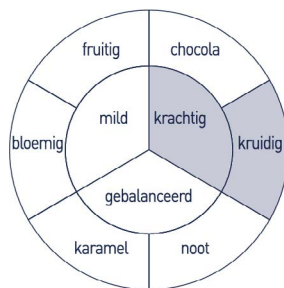 fruitig
chocola
mild
krachtig
bloemig
kruidig
gebalanceerd
karamel
noot